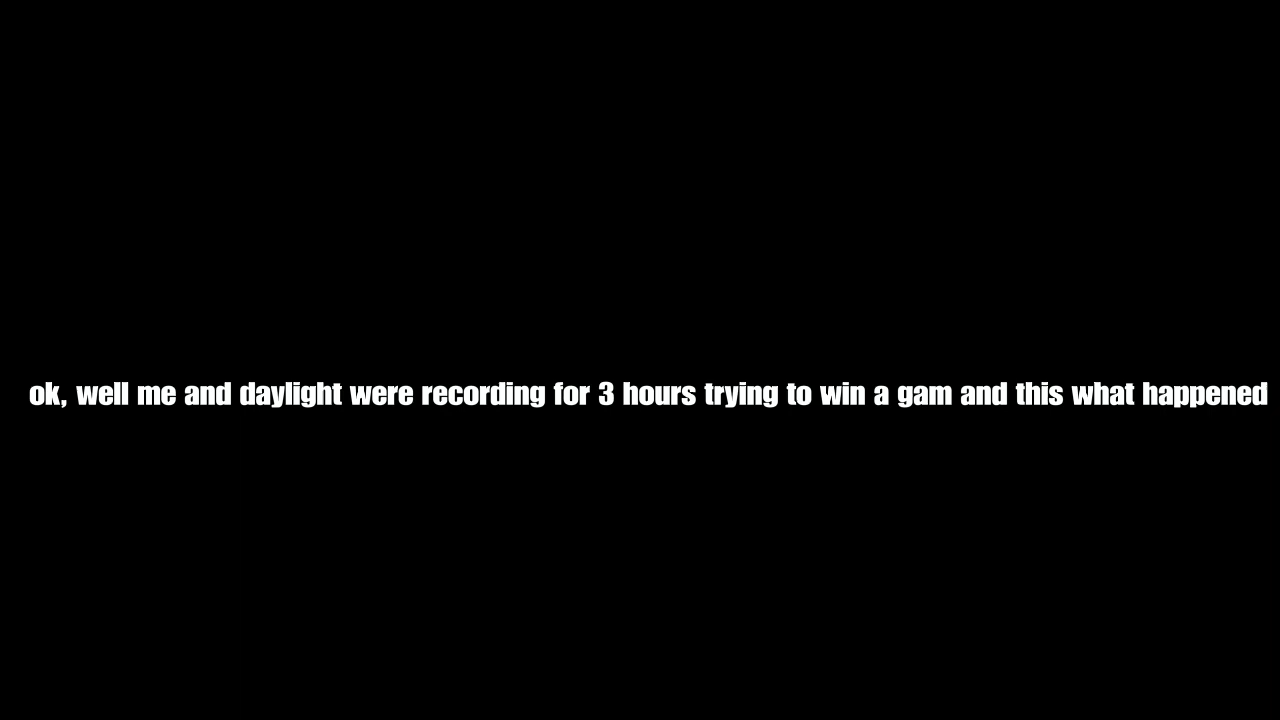 ok, well me and daylight were recording for 3 hours trying to win a gam and this what happened